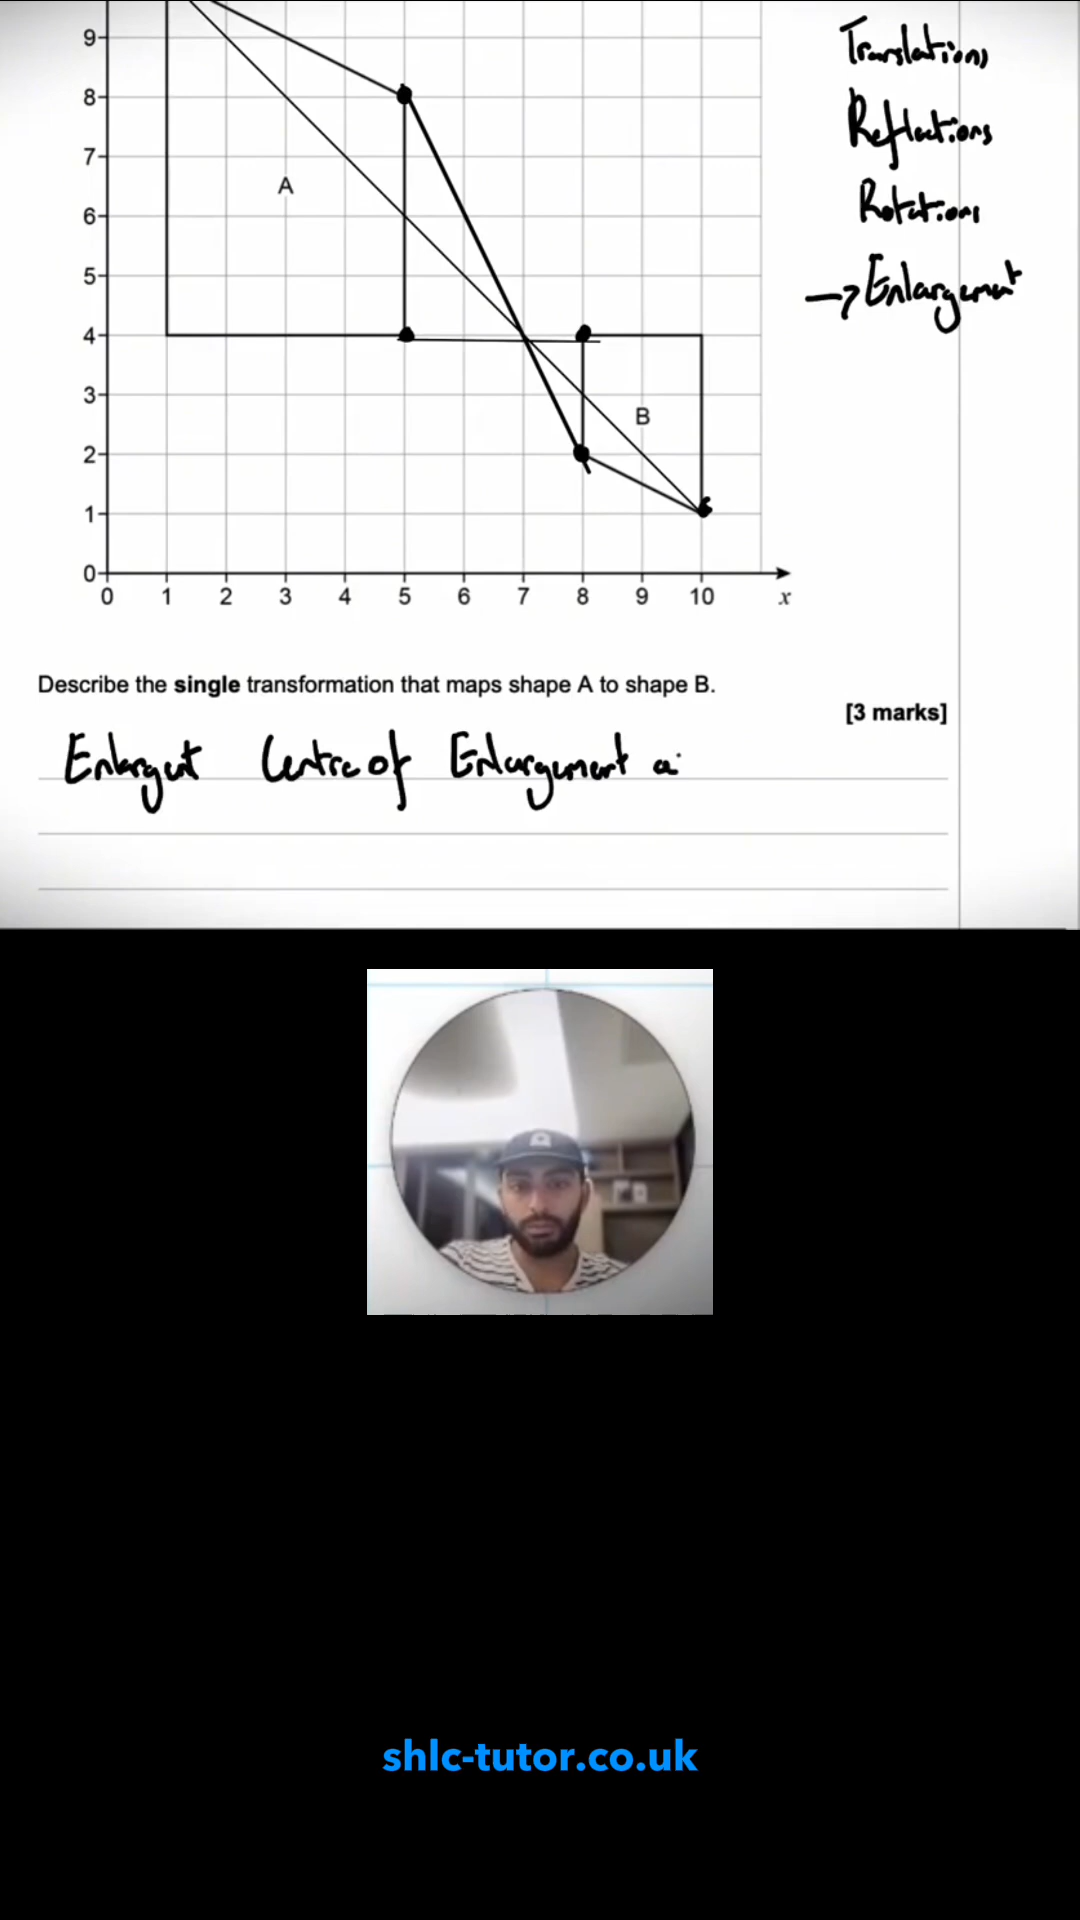 9
Translations
8
Reflections
7
A
6
Rotations
5
→ Enlargement
4
3
B
2
1
0
0 1 2 3 4 5 6 7 8 9 10 x
Describe the single transformation that maps shape A to shape B.
[3 marks]
Centre of Enlargement a
shlc-tutor.co.uk